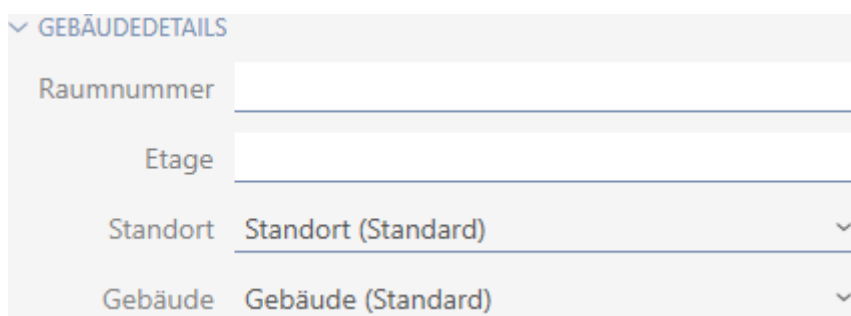 GEBÄUDEDETAILS
Raumnummer
Etage
Standort Standort (Standard)
Gebäude Gebäude (Standard)